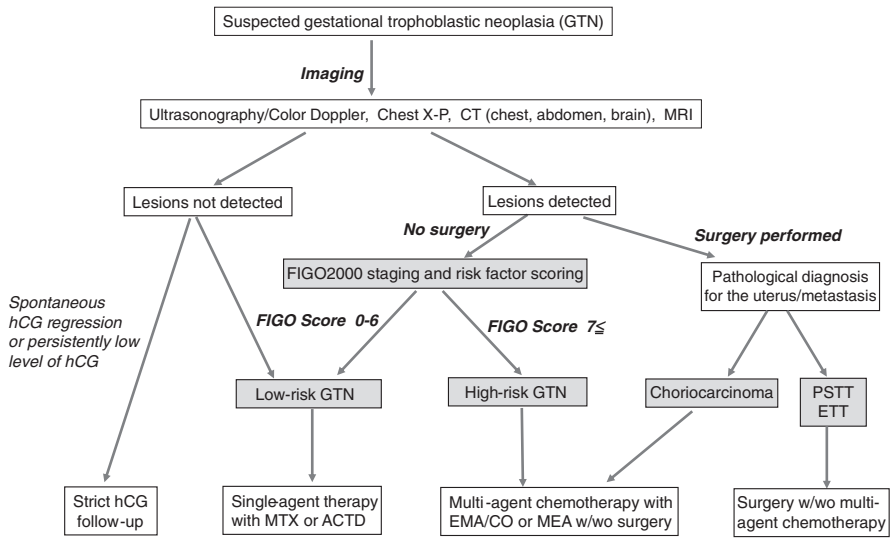 Suspected gestational trophoblastic neoplasia (GTN)
Imaging
Ultrasonography/Color Doppler, Chest X-P, CT (chest, abdomen, brain), MRI
Lesions not detected
Lesions detected
No surgery
Surgery performed
FIGO2000 staging and risk factor scoring
Pathological diagnosis
for the uterus/metastasis
Spontaneous
hCG regression
or persistently low
level of hCG
FIGO Score 0-6
FIGO Score 7≦
Low-risk GTN
High-risk GTN
Choriocarcinoma
PSTT
ETT
Strict hCG
follow-up
Single-agent therapy
with MTX or ACTD
Multi-agent chemotherapy with
EMA/CO or MEA w/wo surgery
Surgery w/wo multi-
agent chemotherapy